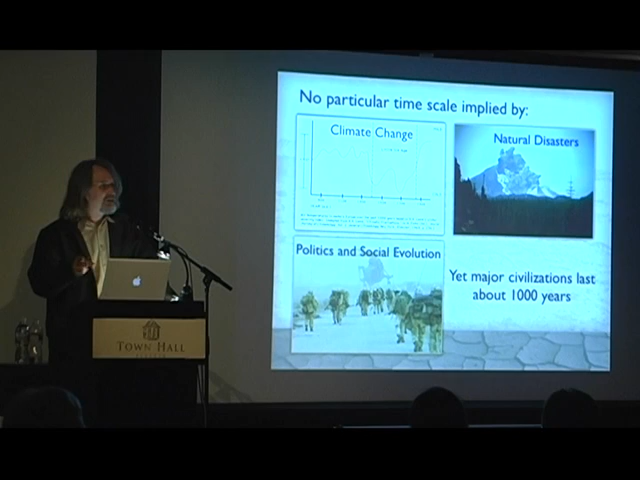 No particular time scale implied by:
Climate Change
Natural Disasters
Politics and Social Evolution
Yet major civilizations last
about 1000 years
TOWN HALL